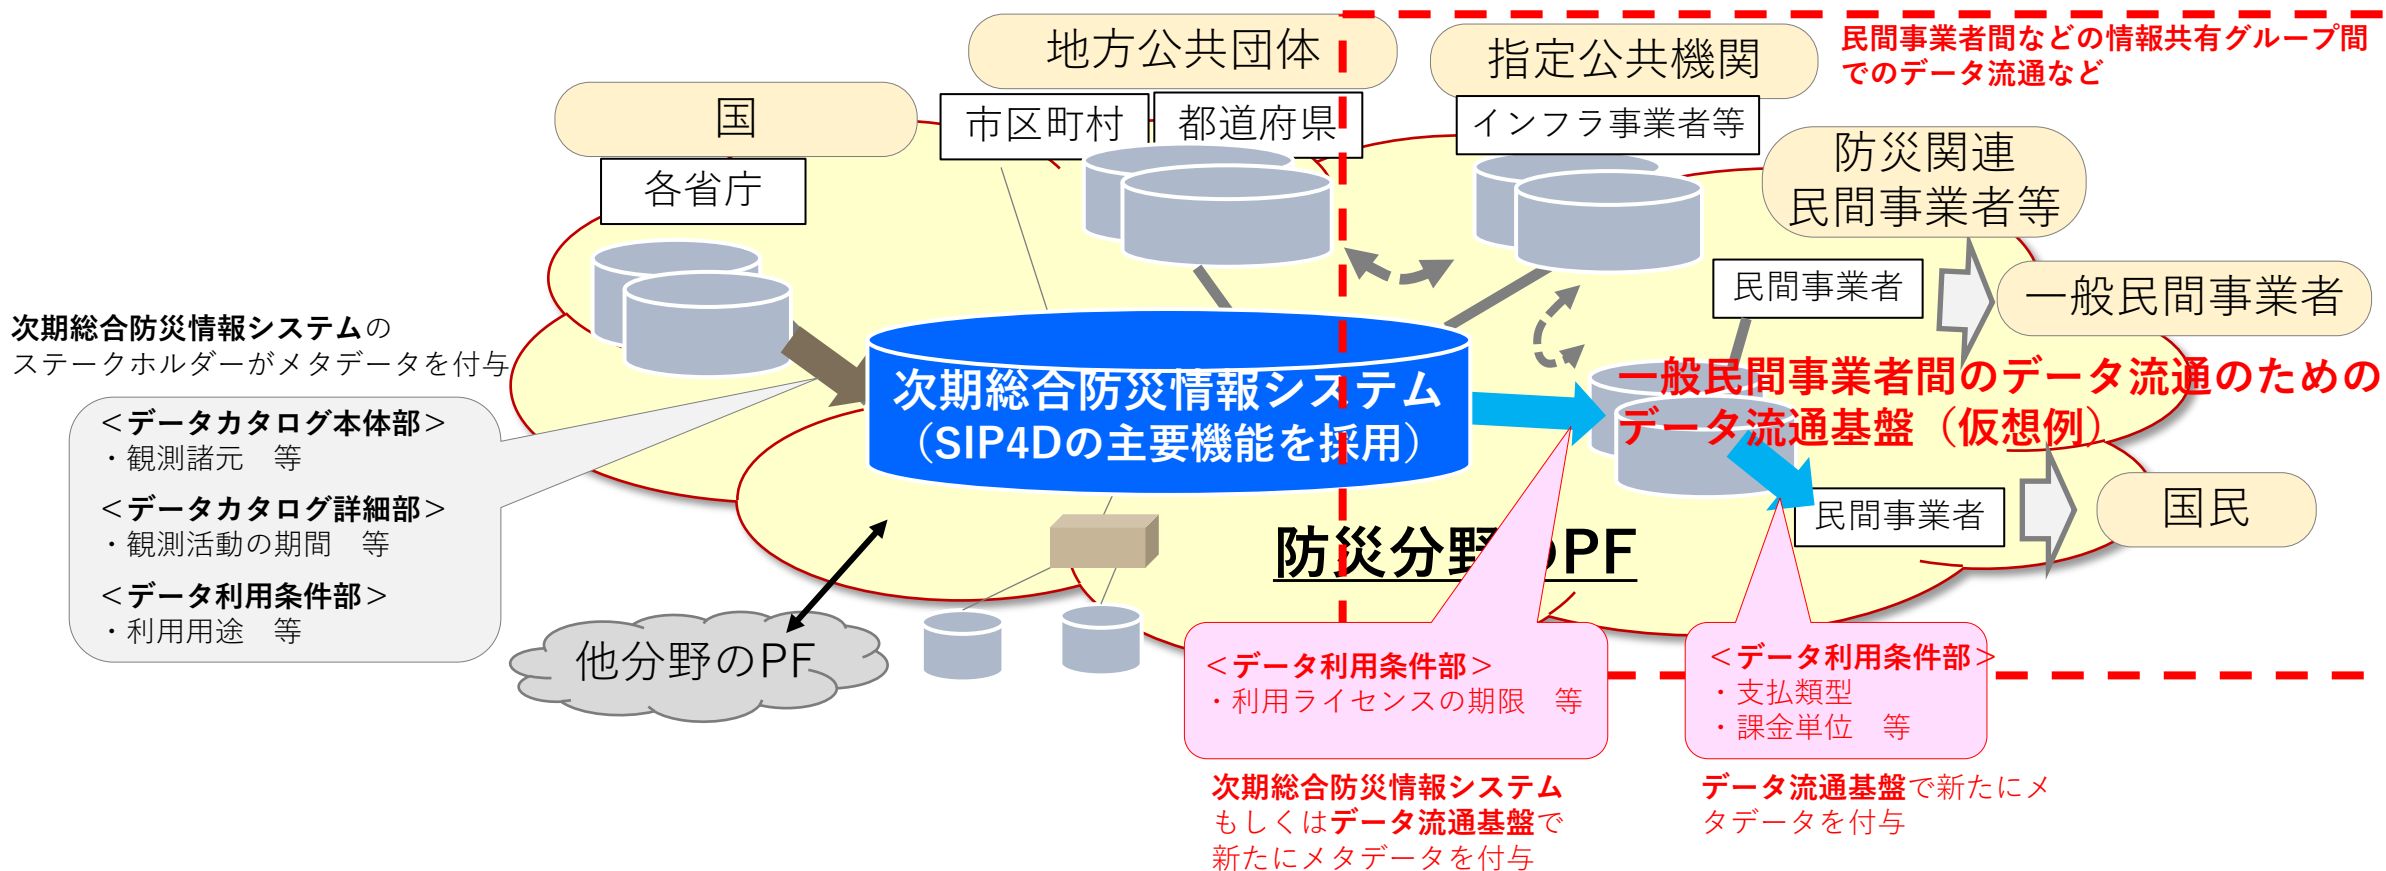 地方公共団体
指定公共機関
民間事業者間などの情報共有グループ間
でのデータ流通など
国
市区町村
都道府県
インフラ事業者等
各省庁
防災関連
民間事業者等
民間事業者
一般民間事業者
次期総合防災情報システムの
ステークホルダーがメタデータを付与
次期総合防災情報システム
（SIP4Dの主要機能を採用）
一般民間事業者間のデータ流通のための
データ流通基盤（仮想例）
＜データカタログ本体部＞
・観測諸元　等
＜データカタログ詳細部＞
・観測活動の期間　等
＜データ利用条件部＞
・利用用途　等
民間事業者
国民
防災分野のPF
他分野のPF
＜データ利用条件部＞
・利用ライセンスの期限　等
＜データ利用条件部＞
・支払類型
・課金単位　等
次期総合防災情報システム
もしくはデータ流通基盤で
新たにメタデータを付与
データ流通基盤で新たにメ
タデータを付与